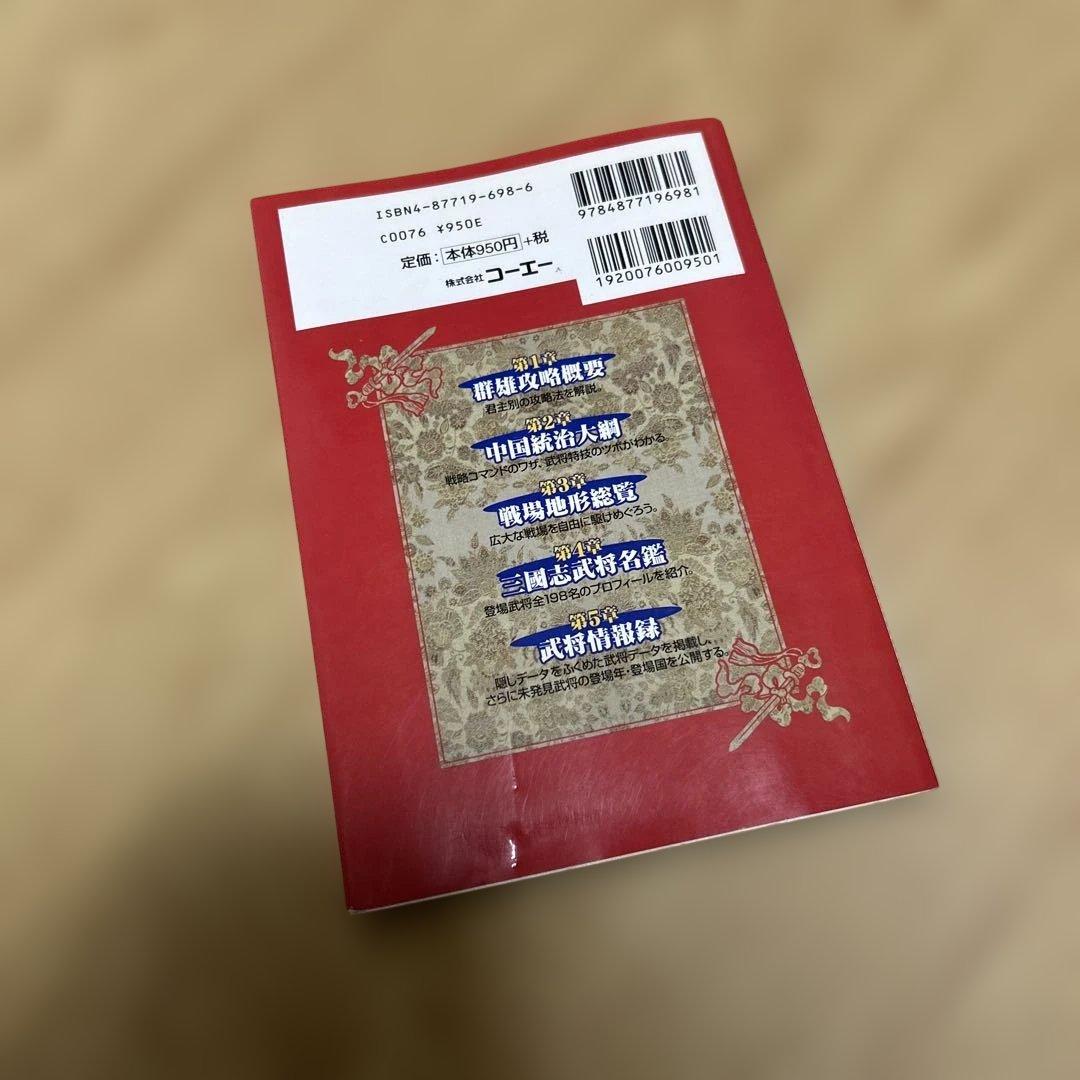 ISBN4-87719-698-6
C0076 ¥950E
定価：本体950円+税
株式会社コーエー
9784877196981
1920076009501
第1章
群雄攻略概要
君主別の攻略法を解説。
第2章
中国統治大綱
戦略コマンドのワザ、武将特技のツボがわかる。
第3章
戦場地形総覧
広大な戦場を自由に駆けめぐろう。
第4章
三國志武将名鑑
登場武将全198名のプロフィールを紹介。
第5章
武将情報録
隠しデータをふくめた武将データを掲載し、
さらに未発見武将の登場年・登場国を公開する。